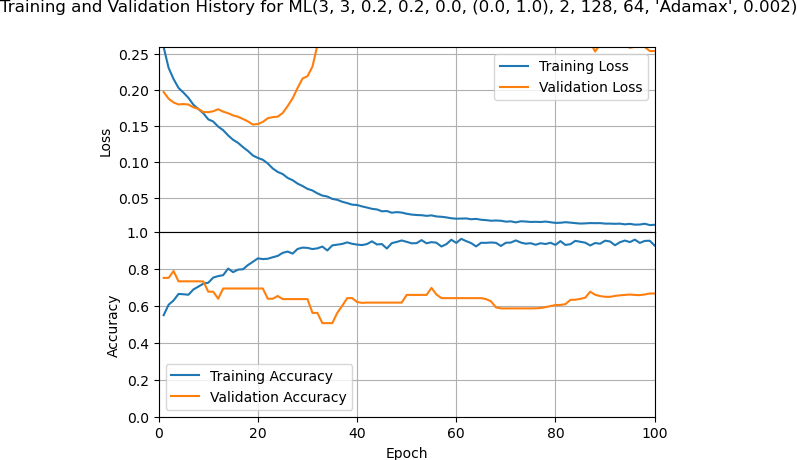 Training and Validation History for ML(3, 3, 0.2, 0.2, 0.0, (0.0, 1.0), 2, 128, 64, 'Adamax', 0.002)
0.25
0.20
0.15
0.10
0.05
Loss
Training Loss
Validation Loss
1.0
0.8
0.6
0.4
0.2
0.0
Accuracy
Training Accuracy
Validation Accuracy
0 20 40 60 80 100
Epoch